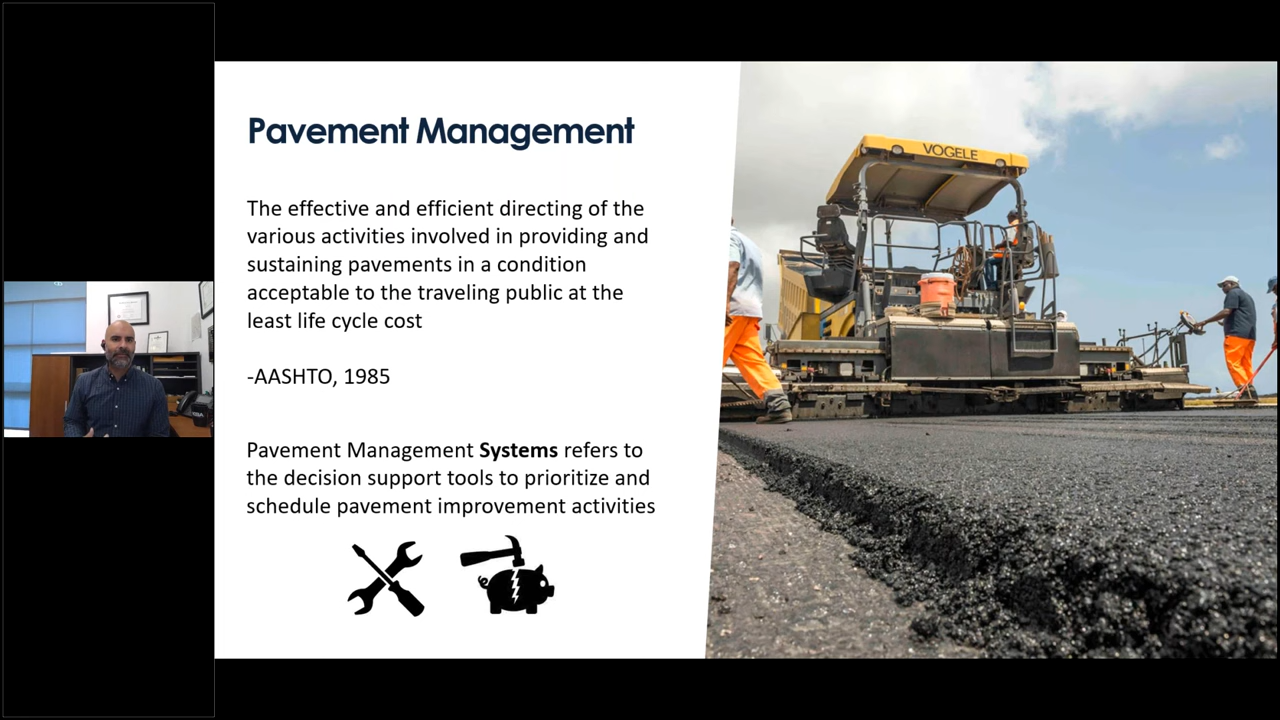 Pavement Management
The effective and efficient directing of the
various activities involved in providing and
sustaining pavements in a condition
acceptable to the traveling public at the
least life cycle cost
-AASHTO, 1985
Pavement Management Systems refers to
the decision support tools to prioritize and
schedule pavement improvement activities
VOGELE